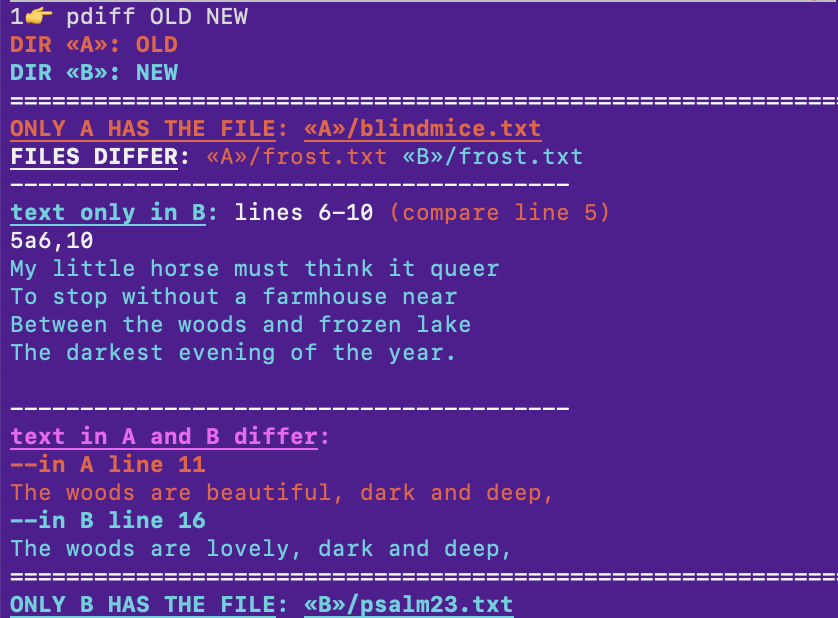 1👉 pdiff OLD NEW
DIR «A»: OLD
DIR «B»: NEW
============================================================
ONLY A HAS THE FILE: «A»/blindmice.txt
FILES DIFFER: «A»/frost.txt «B»/frost.txt
----------------------------------------
text only in B: lines 6-10 (compare line 5)
5a6,10
My little horse must think it queer
To stop without a farmhouse near
Between the woods and frozen lake
The darkest evening of the year.
----------------------------------------
text in A and B differ:
--in A line 11
The woods are beautiful, dark and deep,
--in B line 16
The woods are lovely, dark and deep,
============================================================
ONLY B HAS THE FILE: «B»/psalm23.txt